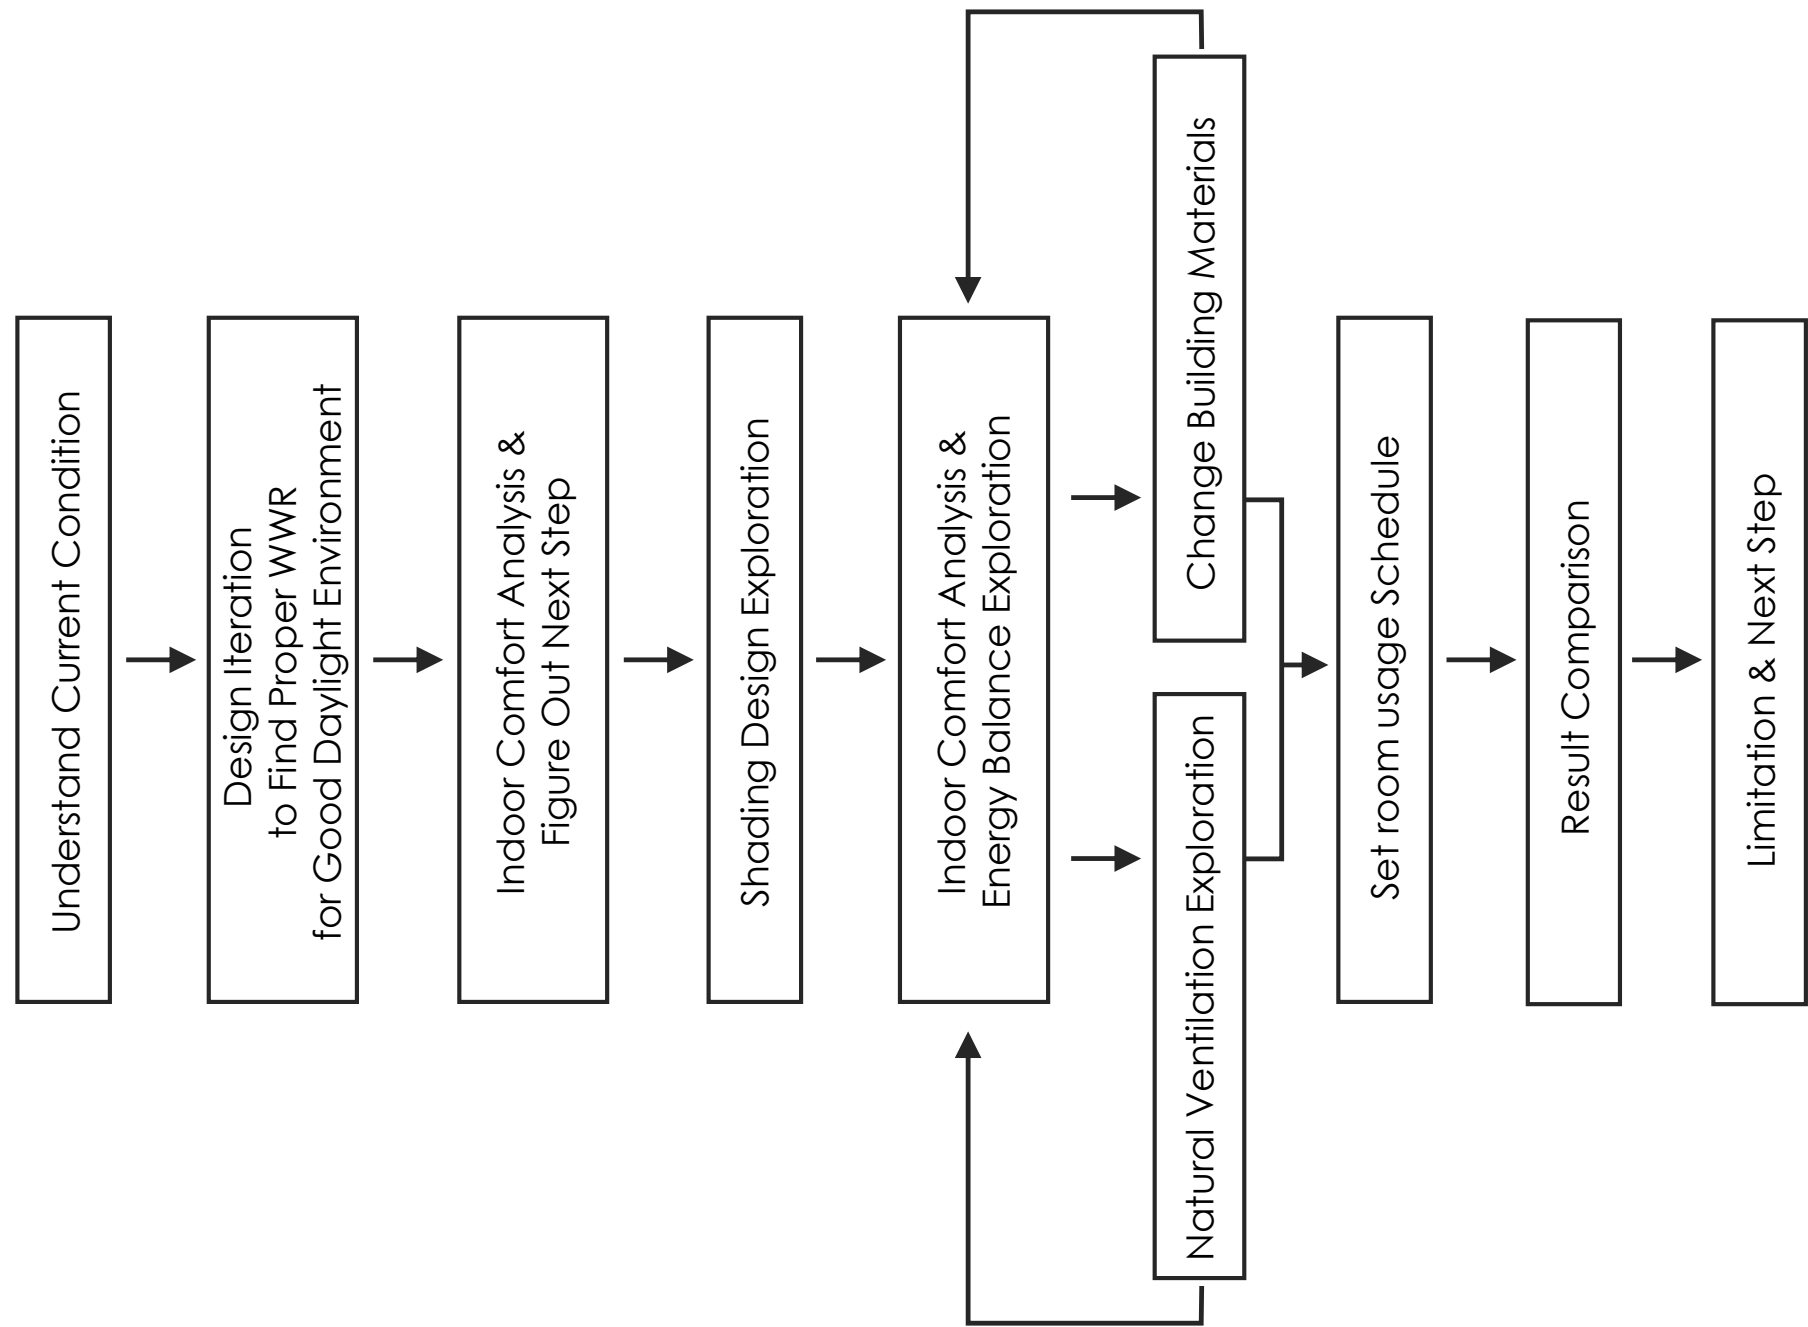 Understand Current Condition
Design Iteration
to Find Proper WWR
for Good Daylight Environment
Indoor Comfort Analysis &
Figure Out Next Step
Shading Design Exploration
Indoor Comfort Analysis &
Energy Balance Exploration
Natural Ventilation Exploration
Change Building Materials
Set room usage Schedule
Result Comparison
Limitation & Next Step